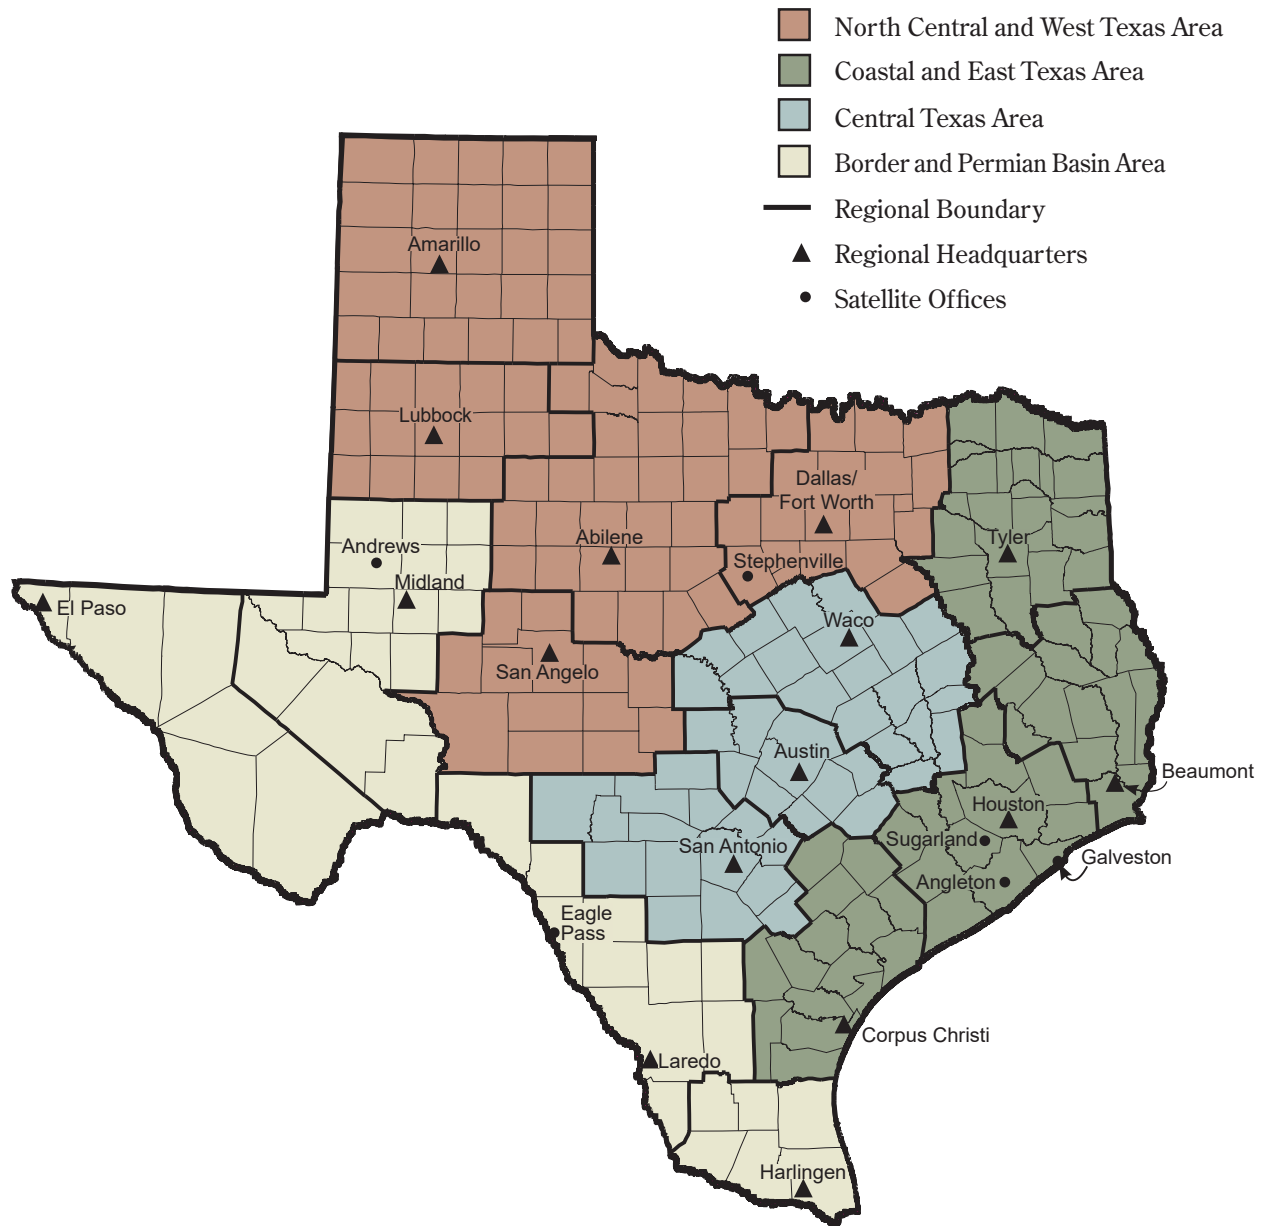 North Central and West Texas Area
Coastal and East Texas Area
Central Texas Area
Border and Permian Basin Area
Regional Boundary
Regional Headquarters
Satellite Offices
Amarillo
Lubbock
Dallas/
Fort Worth
Abilene
Tyler
Andrews
Stephenville
Midland
El Paso
Waco
San Angelo
Austin
Beaumont
Houston
Sugarland
San Antonio
Galveston
Angleton
Eagle
Pass
Corpus Christi
Laredo
Harlingen